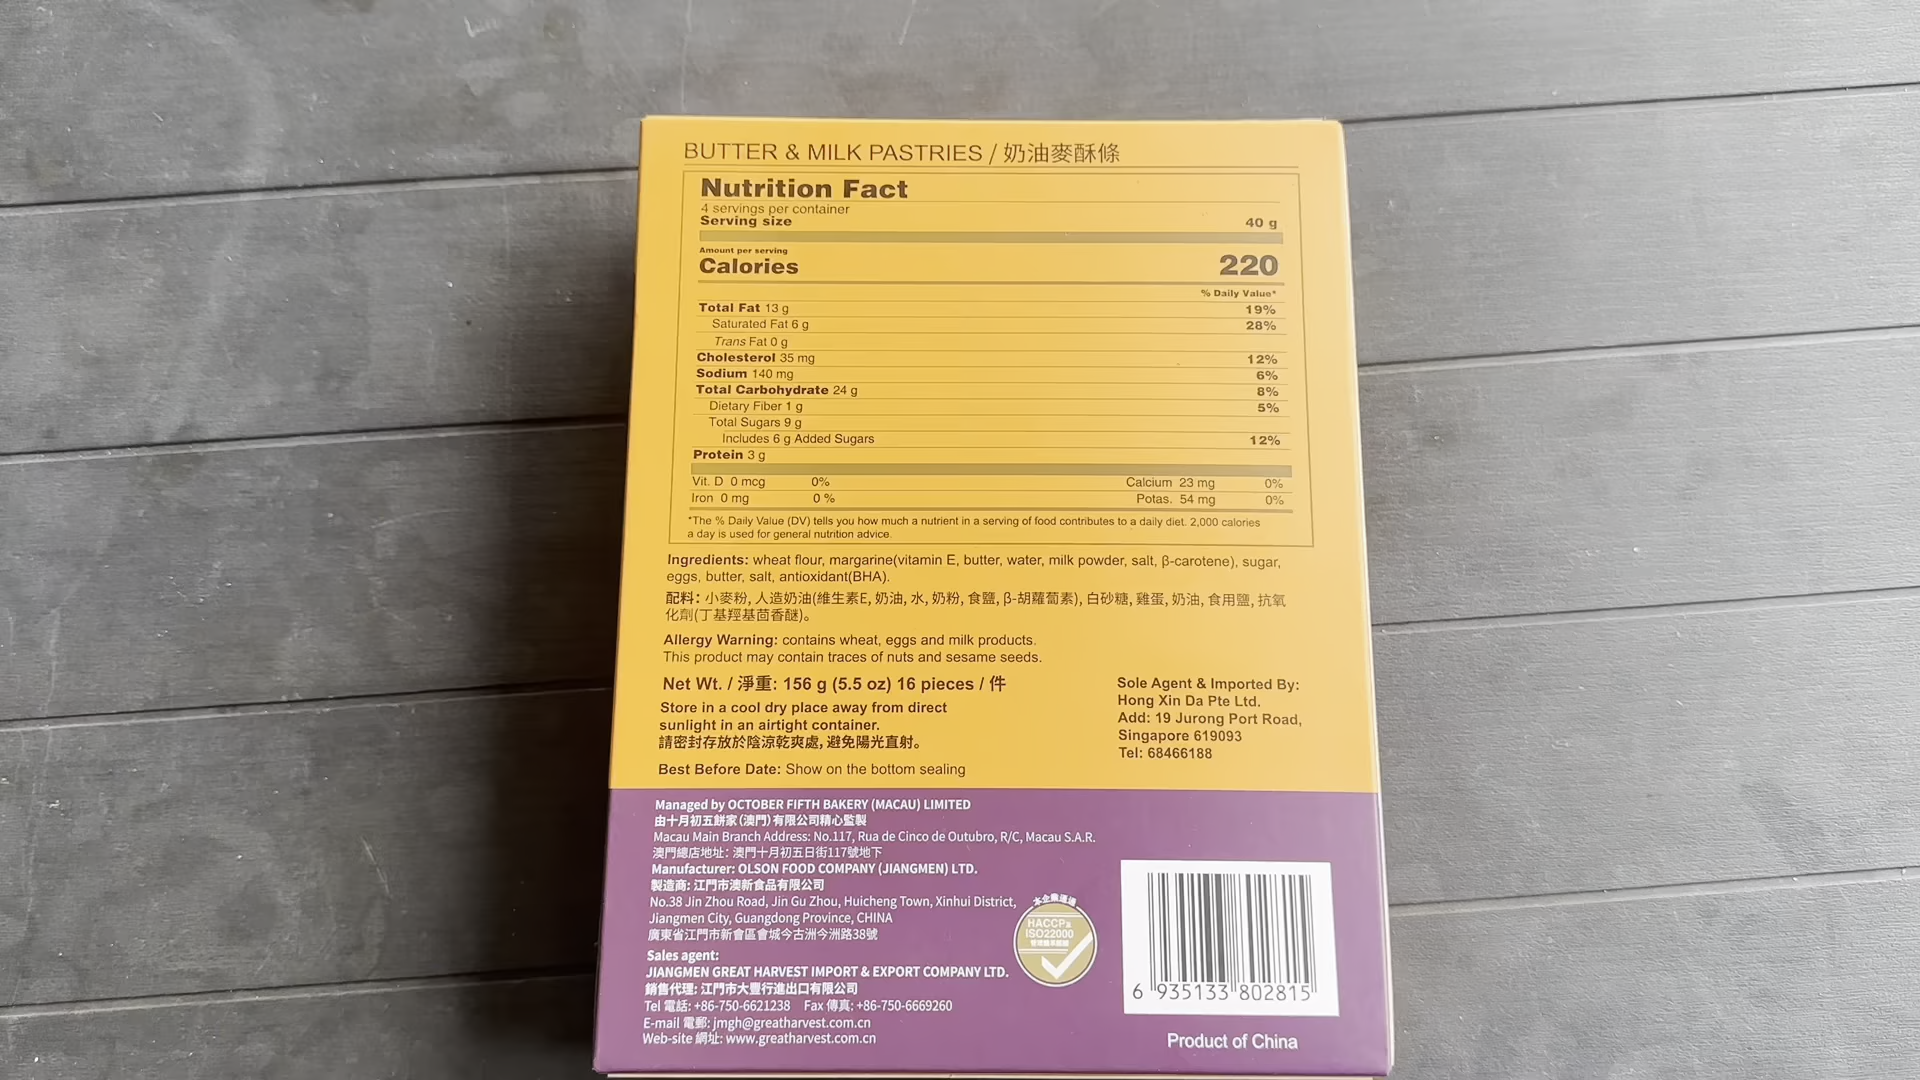 BUTTER & MILK PASTRIES / 奶油麥酥條
Nutrition Fact
4 servings per container
Serving size 40 g
Amount per serving
Calories 220
% Daily Value*
Total Fat 13 g 19%
Saturated Fat 6 g 28%
Trans Fat 0 g
Cholesterol 35 mg 12%
Sodium 140 mg 6%
Total Carbohydrate 24 g 8%
Dietary Fiber 1 g 5%
Total Sugars 9 g
Includes 6 g Added Sugars 12%
Protein 3 g
Vit. D 0 mcg 0% Calcium 23 mg 0%
Iron 0 mg 0 % Potas. 54 mg 0%
*The % Daily Value (DV) tells you how much a nutrient in a serving of food contributes to a daily diet. 2,000 calories
a day is used for general nutrition advice.
Ingredients: wheat flour, margarine(vitamin E, butter, water, milk powder, salt, β-carotene), sugar,
eggs, butter, salt, antioxidant(BHA).
配料: 小麥粉, 人造奶油(維生素E, 奶油, 水, 奶粉, 食鹽, β-胡蘿蔔素), 白砂糖, 雞蛋, 奶油, 食用鹽, 抗氧
化劑(丁基羥基茴香醚)。
Allergy Warning: contains wheat, eggs and milk products.
This product may contain traces of nuts and sesame seeds.
Net Wt. / 淨重: 156 g (5.5 oz) 16 pieces / 件
Store in a cool dry place away from direct
sunlight in an airtight container.
請密封存放於陰涼乾爽處, 避免陽光直射。
Best Before Date: Show on the bottom sealing
Sole Agent & Imported By:
Hong Xin Da Pte Ltd.
Add: 19 Jurong Port Road,
Singapore 619093
Tel: 68466188
Managed by OCTOBER FIFTH BAKERY (MACAU) LIMITED
由十月初五餅家(澳門)有限公司精心監製
Macau Main Branch Address: No.117, Rua de Cinco de Outubro, R/C, Macau S.A.R.
澳門總店地址: 澳門十月初五日街117號地下
Manufacturer: OLSON FOOD COMPANY (JIANGMEN) LTD.
製造商: 江門市澳新食品有限公司
No.38 Jin Zhou Road, Jin Gu Zhou, Huicheng Town, Xinhui District,
Jiangmen City, Guangdong Province, CHINA
廣東省江門市新會區會城今古洲今洲路38號
Sales agent:
JIANGMEN GREAT HARVEST IMPORT & EXPORT COMPANY LTD.
銷售代理: 江門市大豐行進出口有限公司
Tel 電話: +86-750-6621238 Fax 傳真: +86-750-6669260
E-mail 電郵: jmgh@greatharvest.com.cn
Web-site 網址: www.greatharvest.com.cn
本企業通過
HACCP及
ISO22000
6 935133 802815
Product of China